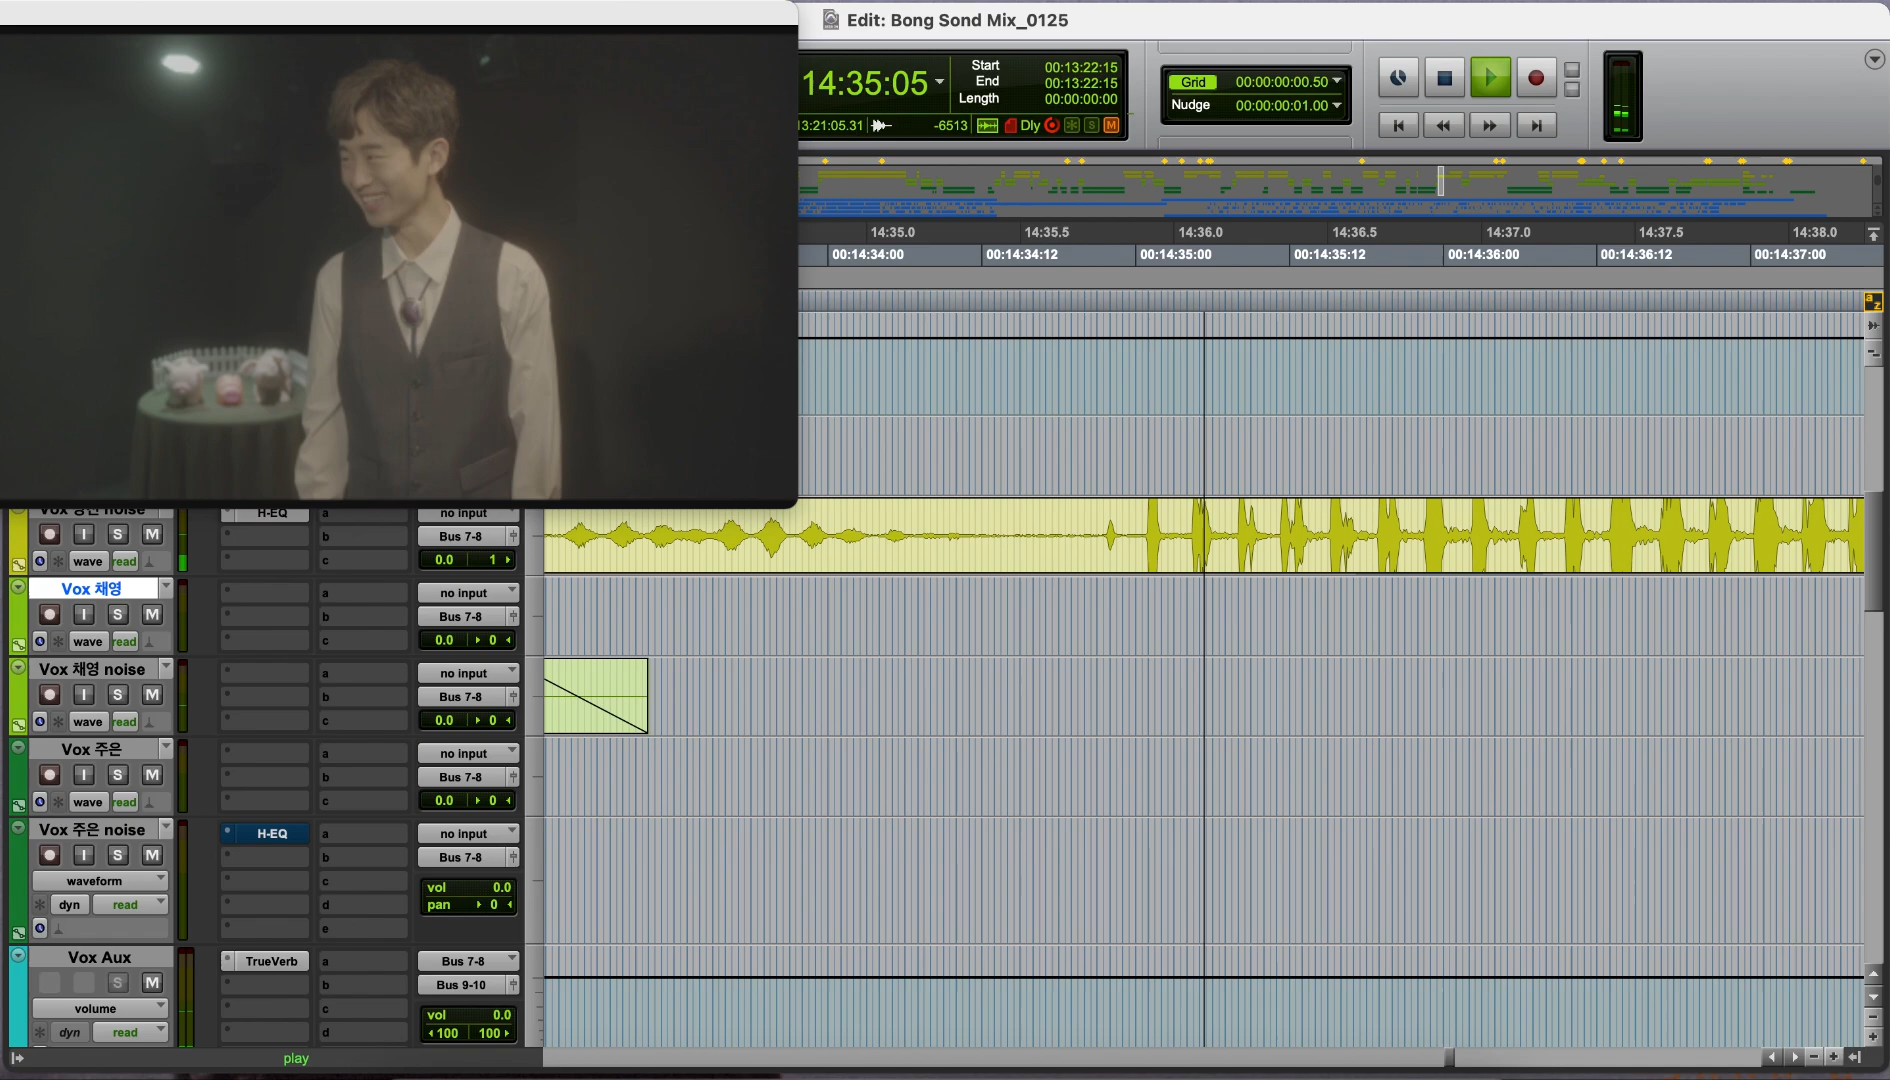 Edit: Bong Sond Mix_0125
14:35:05
Start 00:13:22:15
End 00:13:22:15
Length 00:00:00:00
13:21:05.31 -6513 Dly S M
Grid 00:00:00:00.50
Nudge 00:00:00:01.00
14:35.0 14:35.5 14:36.0 14:36.5 14:37.0 14:37.5 14:38.0
00:14:34:00 00:14:34:12 00:14:35:00 00:14:35:12 00:14:36:00 00:14:36:12 00:14:37:00
a z
noise H-EQ a no input
I S M b Bus 7-8
wave read c 0.0 1
Vox 채영 a no input
I S M b Bus 7-8
wave read c 0.0 0
Vox 채영 noise a no input
I S M b Bus 7-8
wave read c 0.0 0
Vox 주은 a no input
I S M b Bus 7-8
wave read c 0.0 0
Vox 주은 noise H-EQ a no input
I S M b Bus 7-8
waveform c vol 0.0
dyn read d pan 0
e
Vox Aux TrueVerb a Bus 7-8
S M b Bus 9-10
volume c vol 0.0
dyn read d 100 100
play